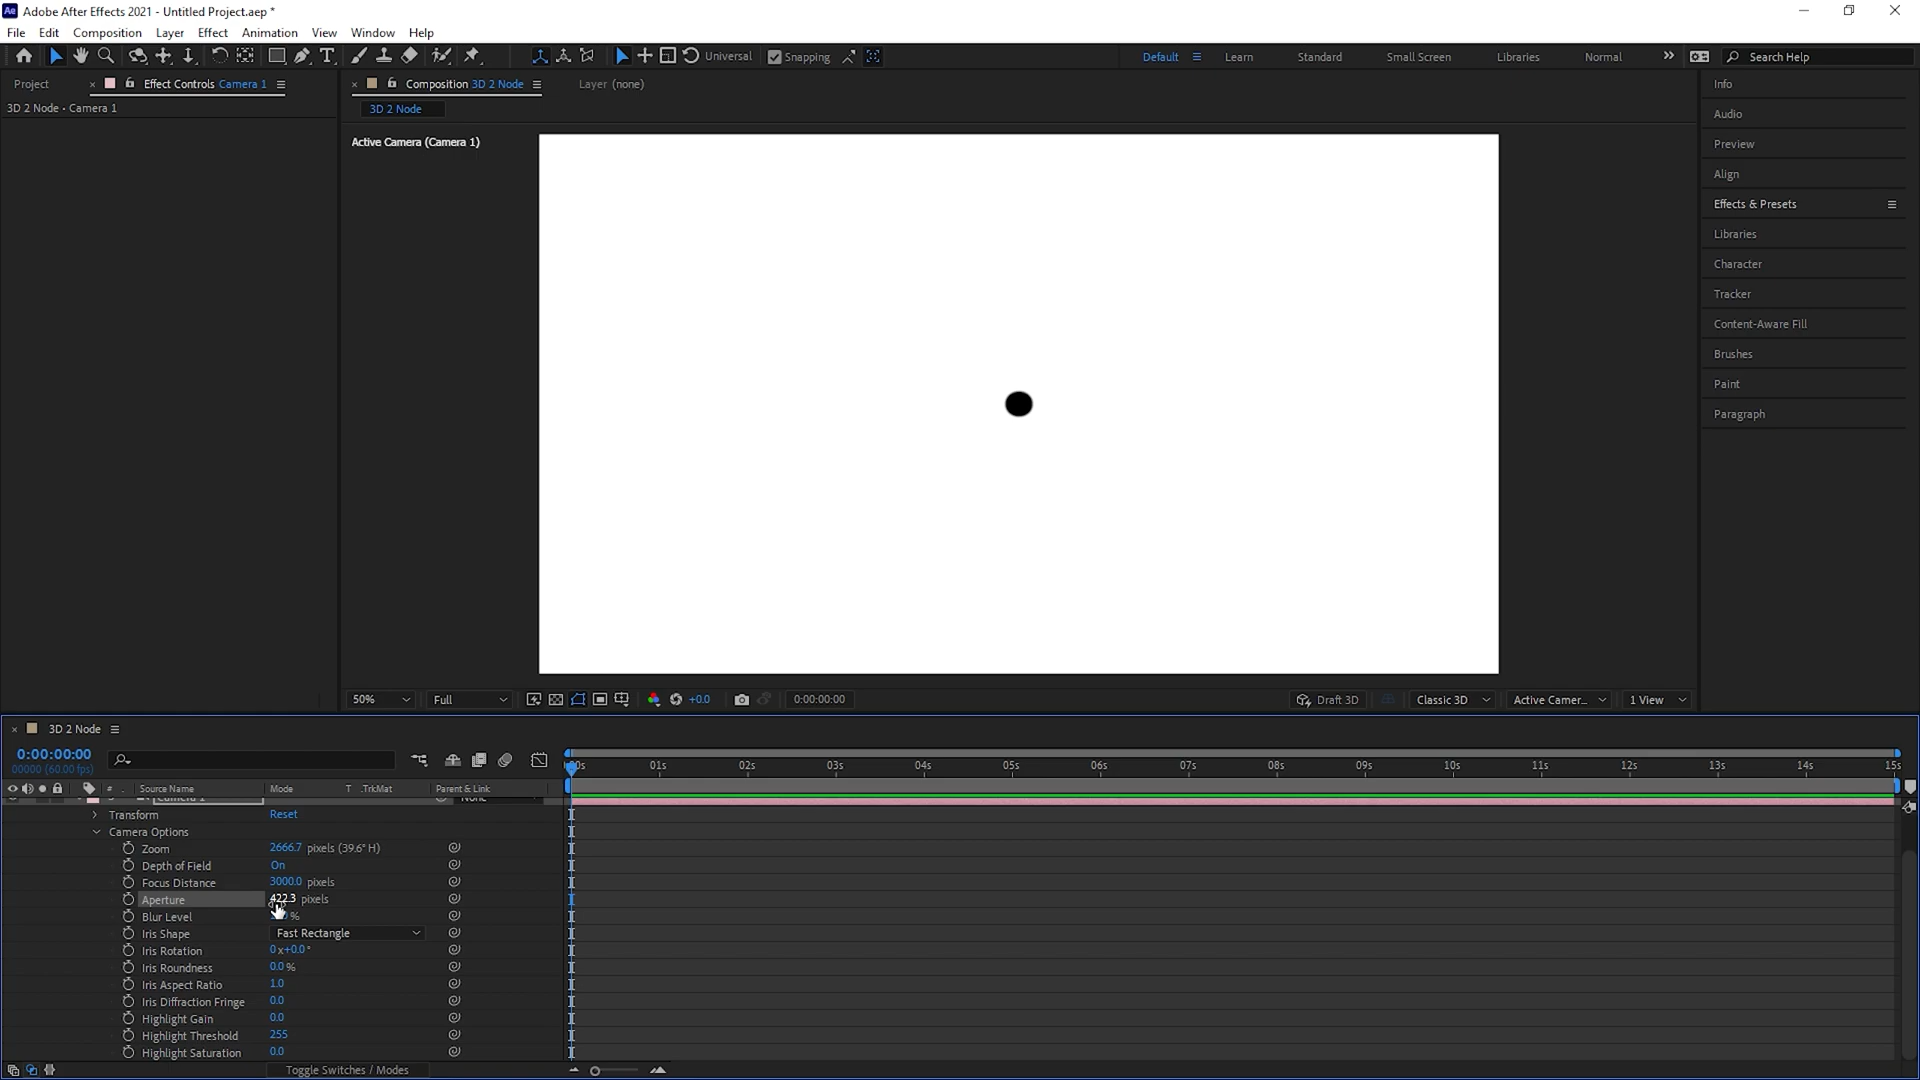 Ae Adobe After Effects 2021 - Untitled Project.aep *
File Edit Composition Layer Effect Animation View Window Help
Universal Snapping Default Learn Standard Small Screen Libraries Normal Search Help
Project Effect Controls Camera 1 Composition 3D 2 Node Layer (none) Info
3D 2 Node • Camera 1 3D 2 Node
Audio
Active Camera (Camera 1)
Preview
Align
Effects & Presets
Libraries
Character
Tracker
Content-Aware Fill
Brushes
Paint
Paragraph
50% Full +0.0 0:00:00:00 Draft 3D Classic 3D Active Camer... 1 View
3D 2 Node
0:00:00:00
00000 (60.00 fps)
01s 02s 03s 04s 05s 06s 07s 08s 09s 10s 11s 12s 13s 14s 15s
# Source Name Mode T .TrkMat Parent & Link
Camera 1 None
Transform Reset
Camera Options
Zoom 2666.7 pixels (39.6° H)
Depth of Field On
Focus Distance 3000.0 pixels
Aperture 422.3 pixels
Blur Level %
Iris Shape Fast Rectangle
Iris Rotation 0x+0.0°
Iris Roundness 0.0%
Iris Aspect Ratio 1.0
Iris Diffraction Fringe 0.0
Highlight Gain 0.0
Highlight Threshold 255
Highlight Saturation 0.0
Toggle Switches / Modes